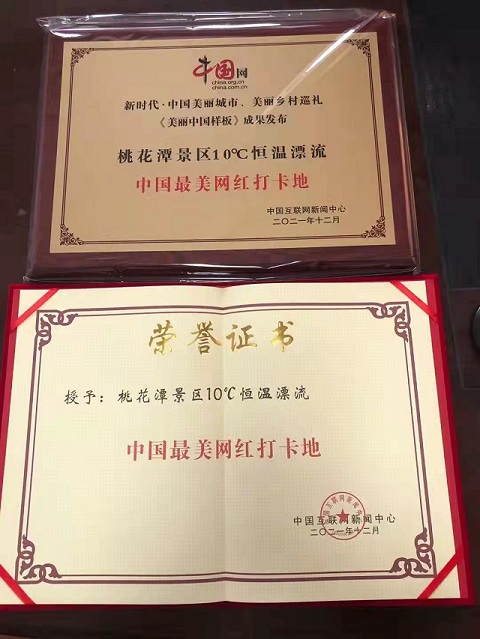 中国网
china.org.cn
china.com.cn
新时代·中国美丽城市、美丽乡村巡礼
《美丽中国样板》成果发布
桃花潭景区10℃恒温漂流
中国最美网红打卡地
中国互联网新闻中心
二〇二一年十二月
荣誉证书
授予：桃花潭景区10℃恒温漂流
中国最美网红打卡地
中国互联网新闻中心
二〇二一年十二月